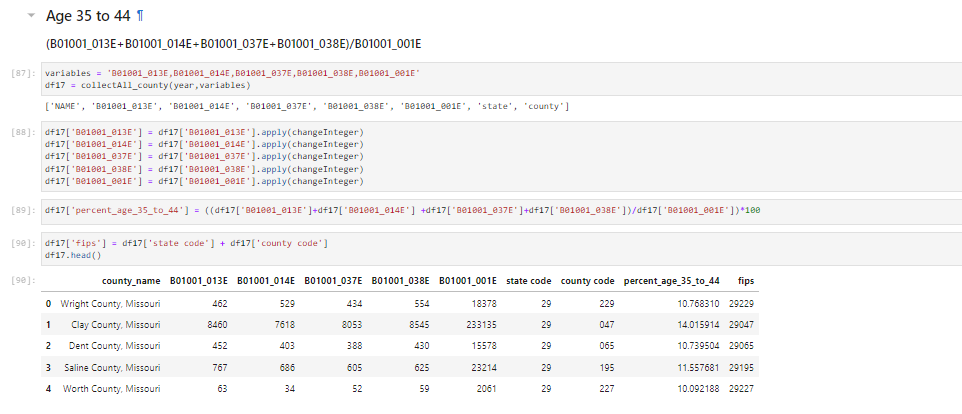 Age 35 to 44 ¶
(B01001_013E+B01001_014E+B01001_037E+B01001_038E)/B01001_001E
[87]: variables = 'B01001_013E,B01001_014E,B01001_037E,B01001_038E,B01001_001E'
df17 = collectAll_county(year,variables)
['NAME', 'B01001_013E', 'B01001_014E', 'B01001_037E', 'B01001_038E', 'B01001_001E', 'state', 'county']
[88]: df17['B01001_013E'] = df17['B01001_013E'].apply(changeInteger)
df17['B01001_014E'] = df17['B01001_014E'].apply(changeInteger)
df17['B01001_037E'] = df17['B01001_037E'].apply(changeInteger)
df17['B01001_038E'] = df17['B01001_038E'].apply(changeInteger)
df17['B01001_001E'] = df17['B01001_001E'].apply(changeInteger)
[89]: df17['percent_age_35_to_44'] = ((df17['B01001_013E']+df17['B01001_014E'] +df17['B01001_037E']+df17['B01001_038E'])/df17['B01001_001E'])*100
[90]: df17['fips'] = df17['state code'] + df17['county code']
df17.head()
[90]: county_name B01001_013E B01001_014E B01001_037E B01001_038E B01001_001E state code county code percent_age_35_to_44 fips
0 Wright County, Missouri 462 529 434 554 18378 29 229 10.768310 29229
1 Clay County, Missouri 8460 7618 8053 8545 233135 29 047 14.015914 29047
2 Dent County, Missouri 452 403 388 430 15578 29 065 10.739504 29065
3 Saline County, Missouri 767 686 605 625 23214 29 195 11.557681 29195
4 Worth County, Missouri 63 34 52 59 2061 29 227 10.092188 29227